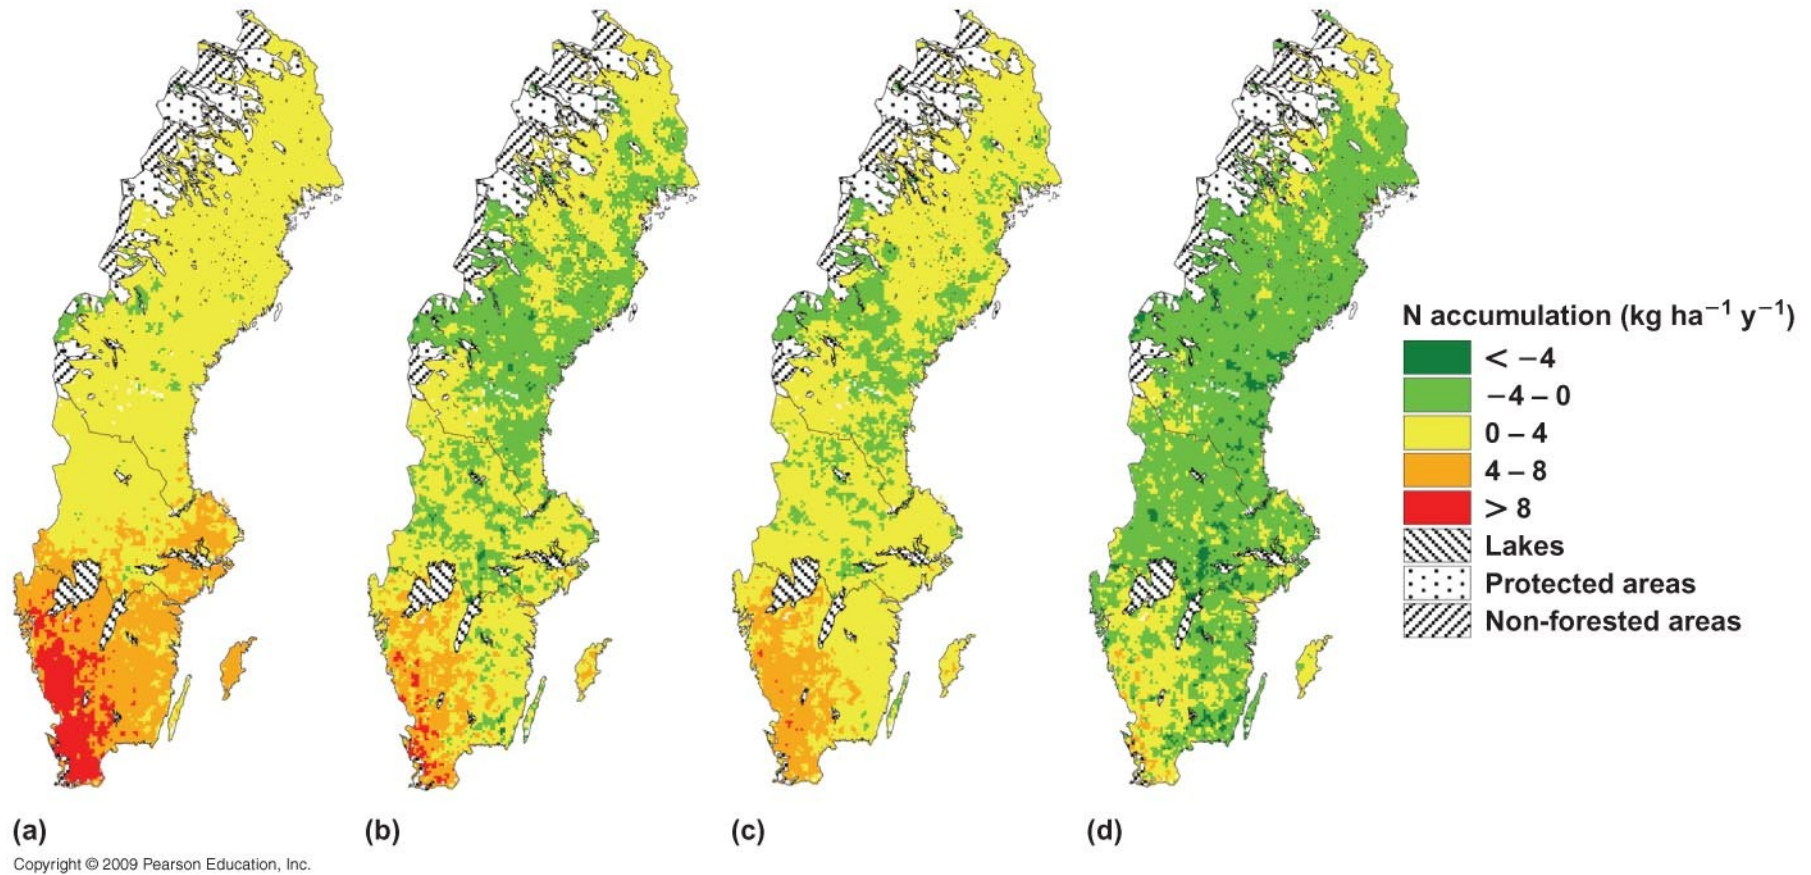 N accumulation (kg ha⁻¹ y⁻¹)
< −4
−4 – 0
0 – 4
4 – 8
> 8
Lakes
Protected areas
Non-forested areas
(a)
(b)
(c)
(d)
Copyright © 2009 Pearson Education, Inc.